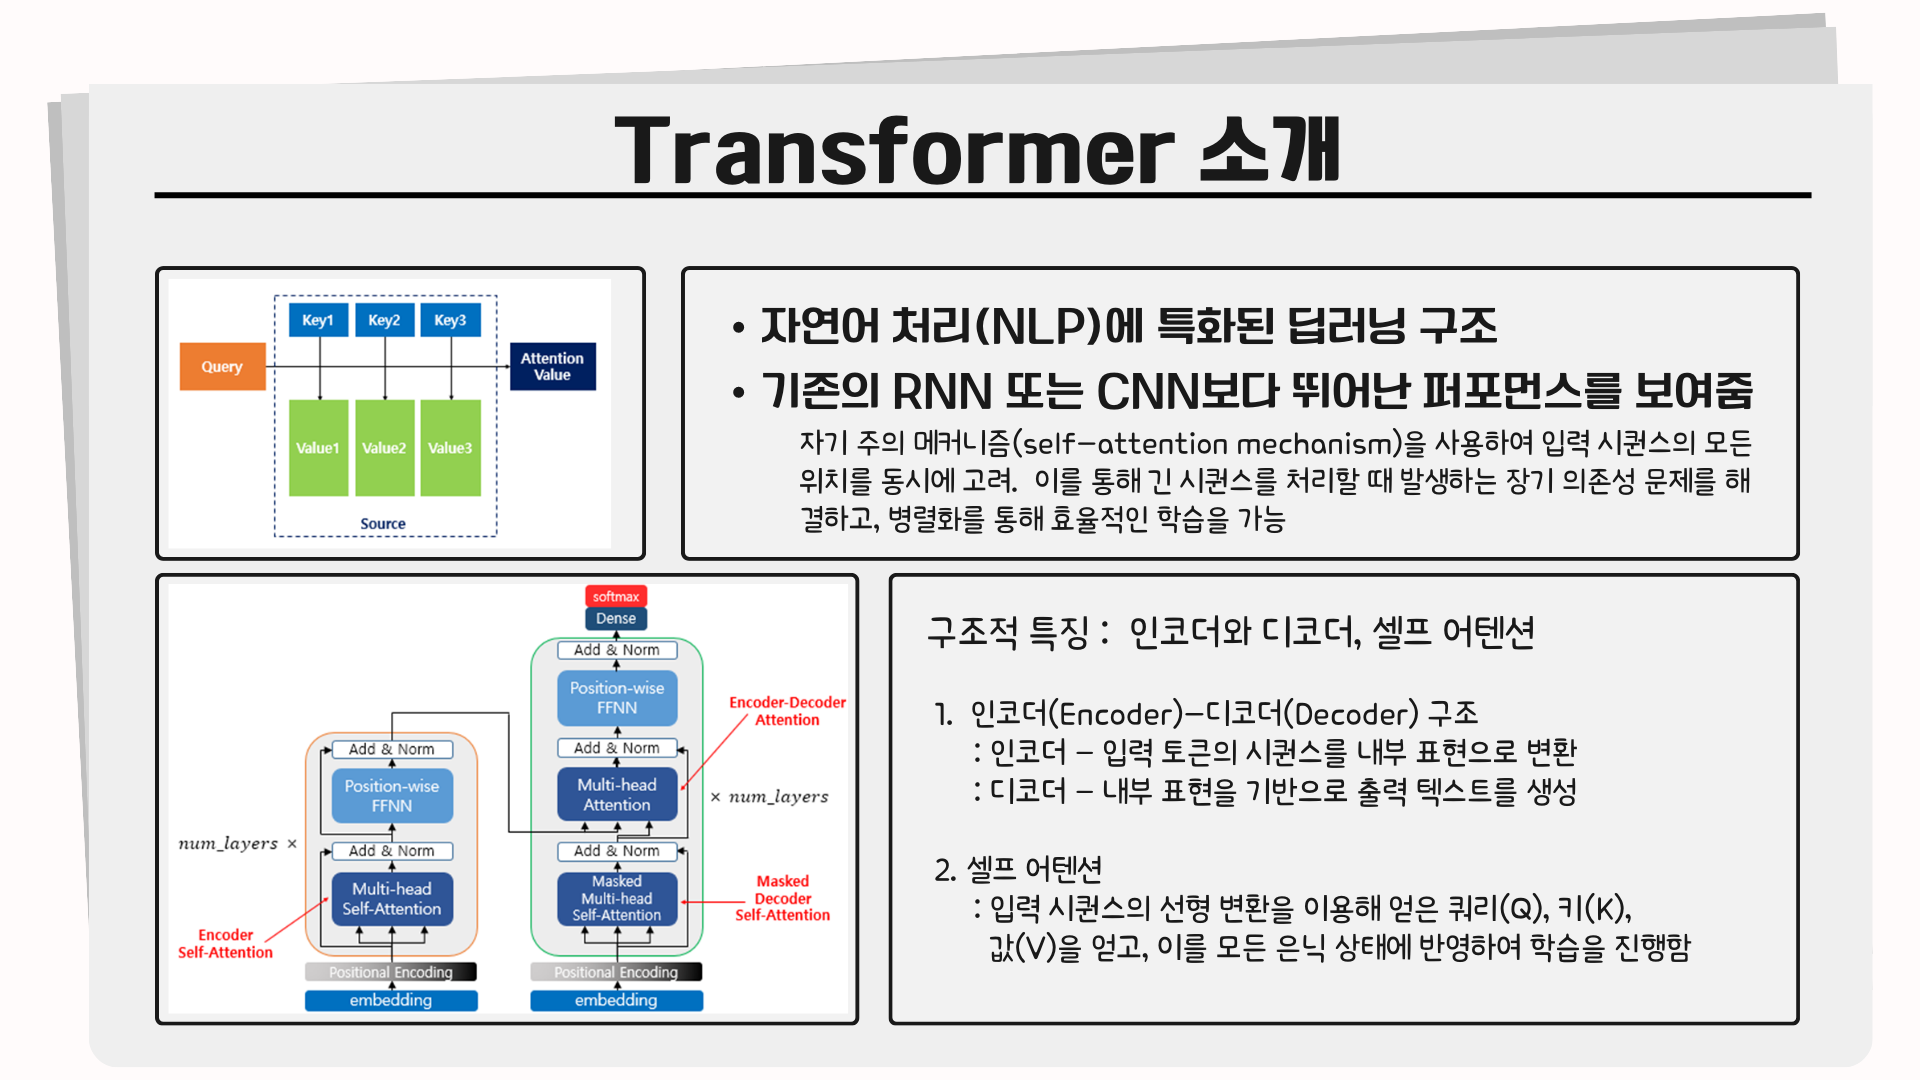 Transformer 소개
Key1 Key2 Key3
Query
Attention
Value
Value1 Value2 Value3
Source
• 자연어 처리(NLP)에 특화된 딥러닝 구조
• 기존의 RNN 또는 CNN보다 뛰어난 퍼포먼스를 보여줌
자기 주의 메커니즘(self-attention mechanism)을 사용하여 입력 시퀀스의 모든
위치를 동시에 고려. 이를 통해 긴 시퀀스를 처리할 때 발생하는 장기 의존성 문제를 해
결하고, 병렬화를 통해 효율적인 학습을 가능
softmax
Dense
Add & Norm
Position-wise
FFNN
Encoder-Decoder
Attention
Add & Norm
Multi-head
Attention
× num_layers
Add & Norm
Masked
Multi-head
Self-Attention
Masked
Decoder
Self-Attention
Positional Encoding
embedding
Add & Norm
Position-wise
FFNN
num_layers ×
Add & Norm
Multi-head
Self-Attention
Encoder
Self-Attention
Positional Encoding
embedding
구조적 특징 : 인코더와 디코더, 셀프 어텐션
1. 인코더(Encoder)-디코더(Decoder) 구조
: 인코더 - 입력 토큰의 시퀀스를 내부 표현으로 변환
: 디코더 - 내부 표현을 기반으로 출력 텍스트를 생성
2. 셀프 어텐션
: 입력 시퀀스의 선형 변환을 이용해 얻은 쿼리(Q), 키(K),
값(V)을 얻고, 이를 모든 은닉 상태에 반영하여 학습을 진행함